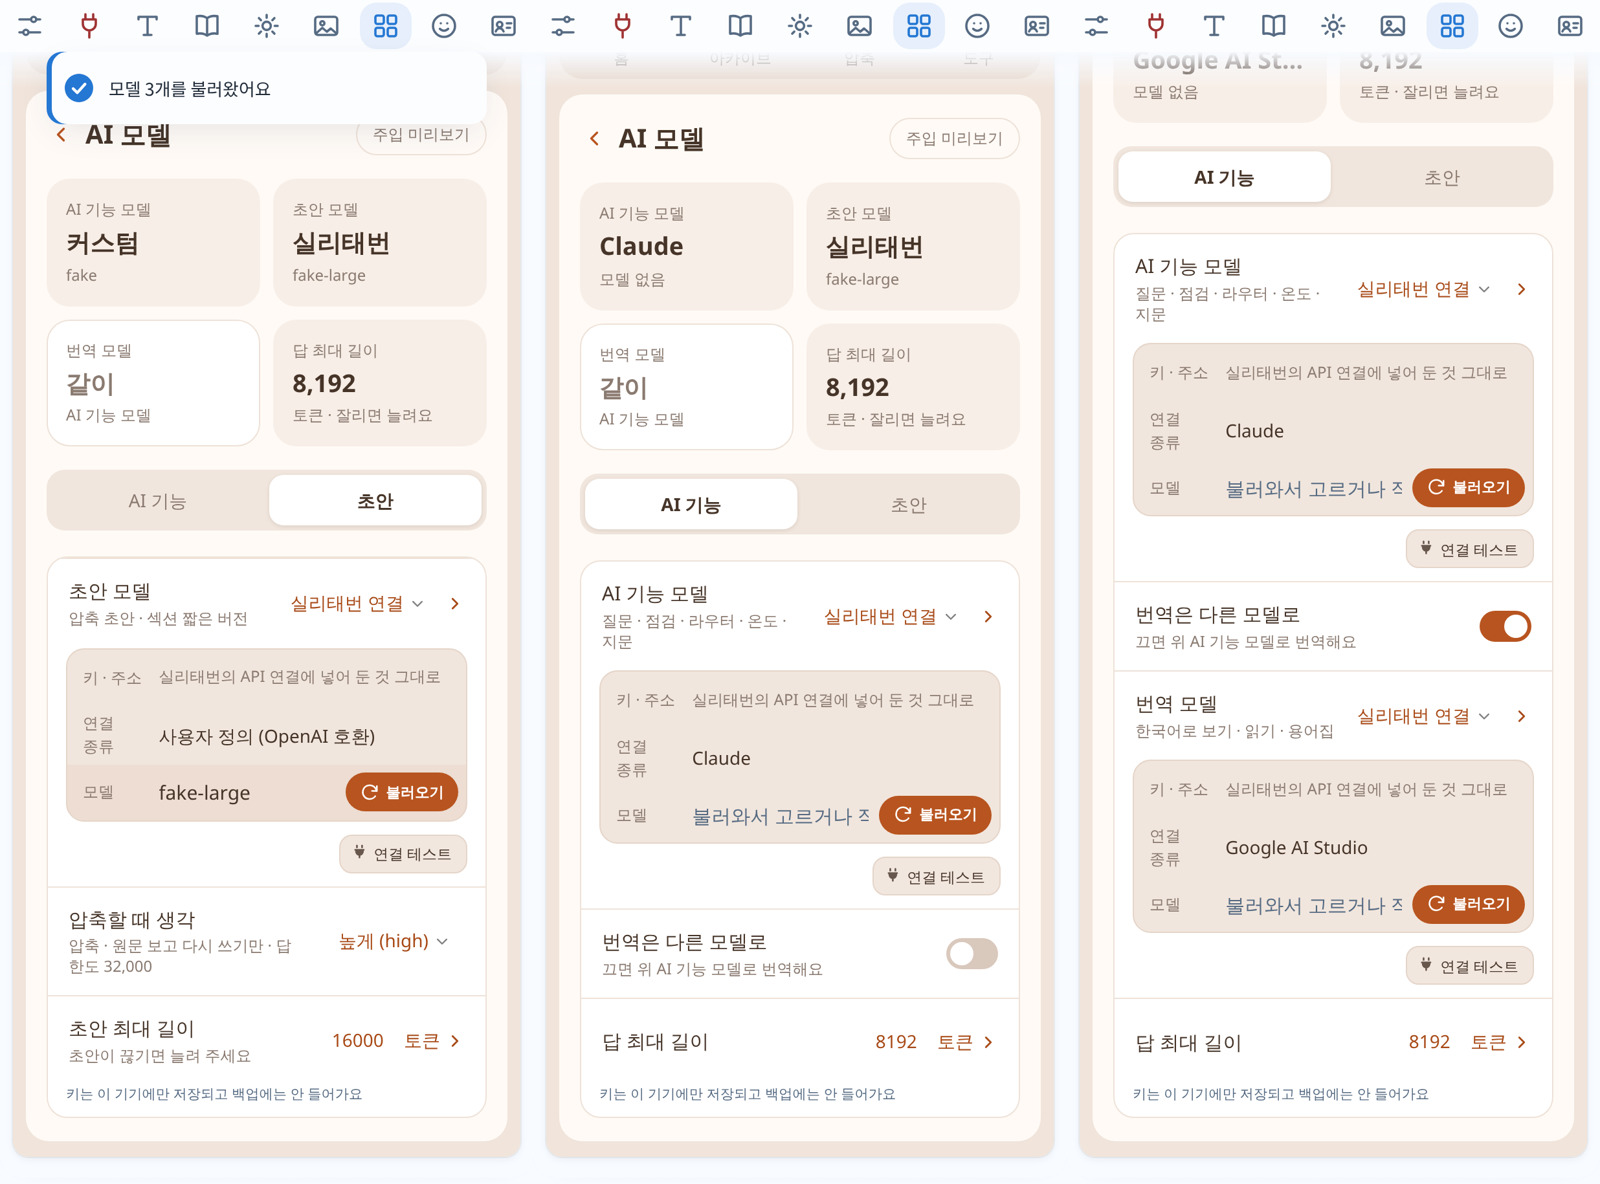 모델 3개를 불러왔어요
AI 모델
주입 미리보기
AI 기능 모델
커스텀
fake
초안 모델
실리태번
fake-large
번역 모델
같이
AI 기능 모델
답 최대 길이
8,192
토큰 · 잘리면 늘려요
AI 기능
초안
초안 모델
압축 초안 · 섹션 짧은 버전
실리태번 연결
키 · 주소
실리태번의 API 연결에 넣어 둔 것 그대로
연결
종류
사용자 정의 (OpenAI 호환)
모델
fake-large
불러오기
연결 테스트
압축할 때 생각
압축 · 원문 보고 다시 쓰기만 · 답
한도 32,000
높게 (high)
초안 최대 길이
초안이 끊기면 늘려 주세요
16000 토큰
키는 이 기기에만 저장되고 백업에는 안 들어가요
홈
아카이브
압축
도구
AI 모델
주입 미리보기
AI 기능 모델
Claude
모델 없음
초안 모델
실리태번
fake-large
번역 모델
같이
AI 기능 모델
답 최대 길이
8,192
토큰 · 잘리면 늘려요
AI 기능
초안
AI 기능 모델
질문 · 점검 · 라우터 · 온도 ·
지문
실리태번 연결
키 · 주소
실리태번의 API 연결에 넣어 둔 것 그대로
연결
종류
Claude
모델
불러와서 고르거나
불러오기
연결 테스트
번역은 다른 모델로
끄면 위 AI 기능 모델로 번역해요
답 최대 길이
8192 토큰
키는 이 기기에만 저장되고 백업에는 안 들어가요
Google AI St...
모델 없음
8,192
토큰 · 잘리면 늘려요
AI 기능
초안
AI 기능 모델
질문 · 점검 · 라우터 · 온도 ·
지문
실리태번 연결
키 · 주소
실리태번의 API 연결에 넣어 둔 것 그대로
연결
종류
Claude
모델
불러와서 고르거나
불러오기
연결 테스트
번역은 다른 모델로
끄면 위 AI 기능 모델로 번역해요
번역 모델
한국어로 보기 · 읽기 · 용어집
실리태번 연결
키 · 주소
실리태번의 API 연결에 넣어 둔 것 그대로
연결
종류
Google AI Studio
모델
불러와서 고르거나
불러오기
연결 테스트
답 최대 길이
8192 토큰
키는 이 기기에만 저장되고 백업에는 안 들어가요